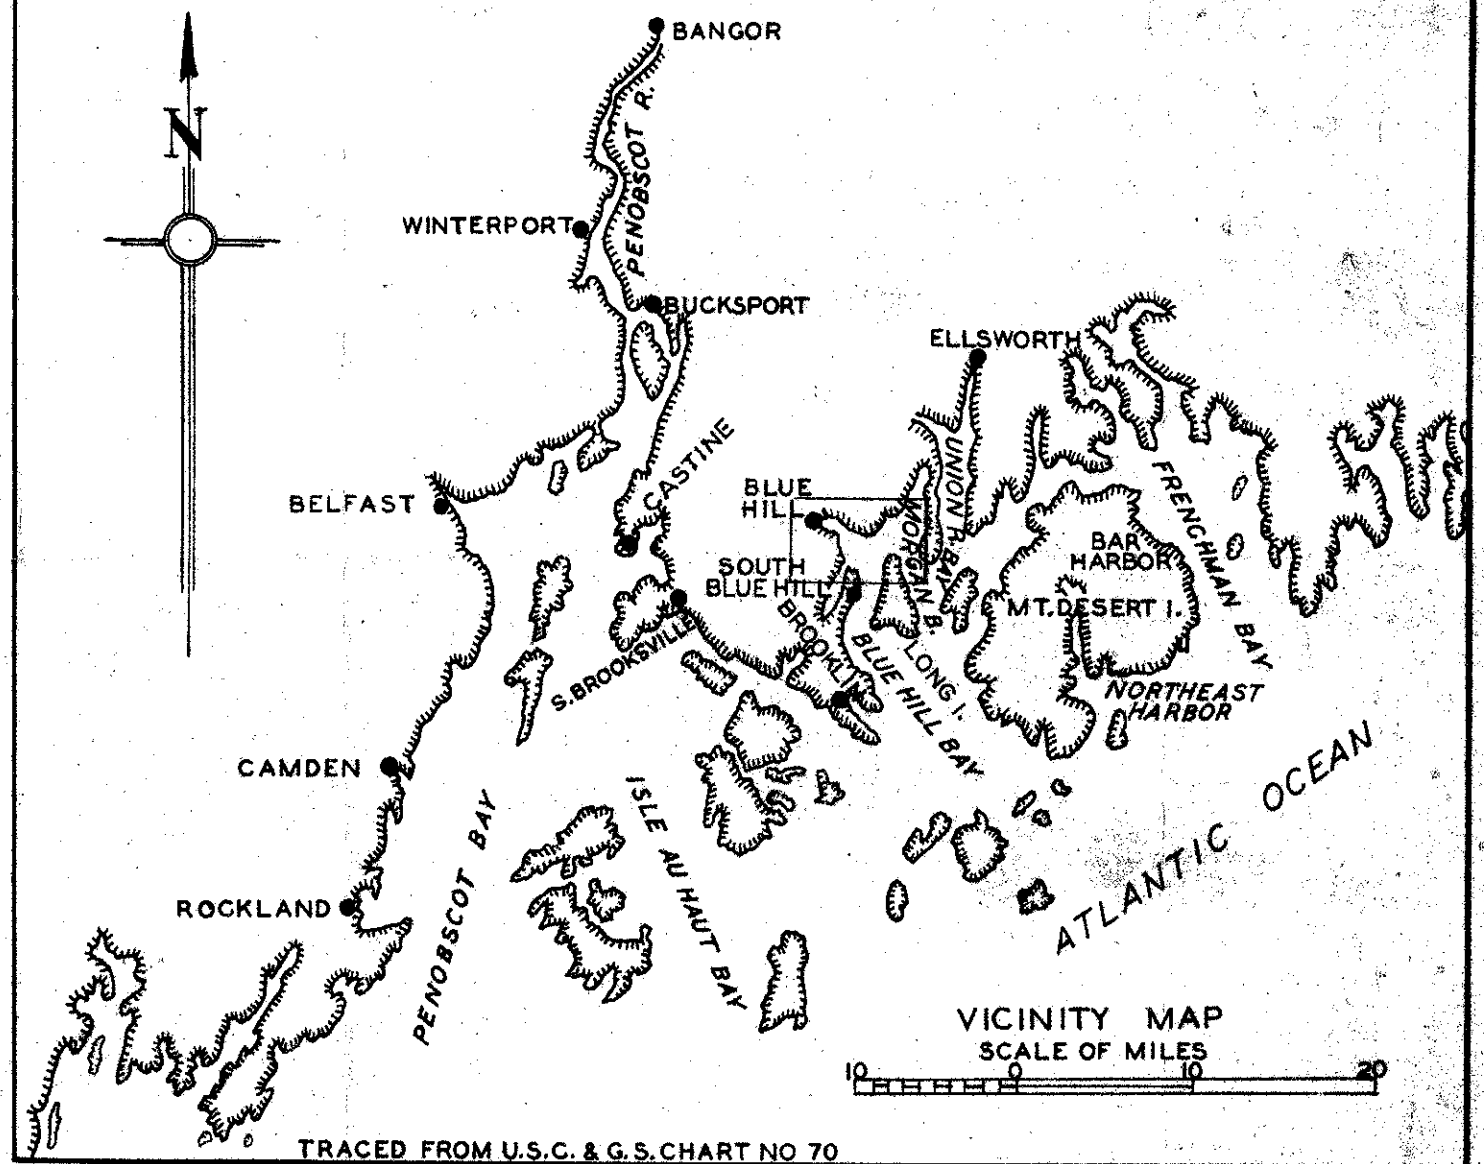 BANGOR
N
PENOBSCOT R.
WINTERPORT
BUCKSPORT
ELLSWORTH
CASTINE
BELFAST
BLUE
HILL
UNION R. BAY
MORGAN B.
FRENCHMAN BAY
BAR
HARBOR
SOUTH
BLUE HILL
MT. DESERT I.
BROOKLIN
S. BROOKSVILLE
LONG I.
BLUE HILL BAY
NORTHEAST
HARBOR
CAMDEN
ISLE AU HAUT BAY
PENOBSCOT BAY
ATLANTIC OCEAN
ROCKLAND
VICINITY MAP
SCALE OF MILES
10 0 10 20
TRACED FROM U.S.C. & G.S. CHART NO 70